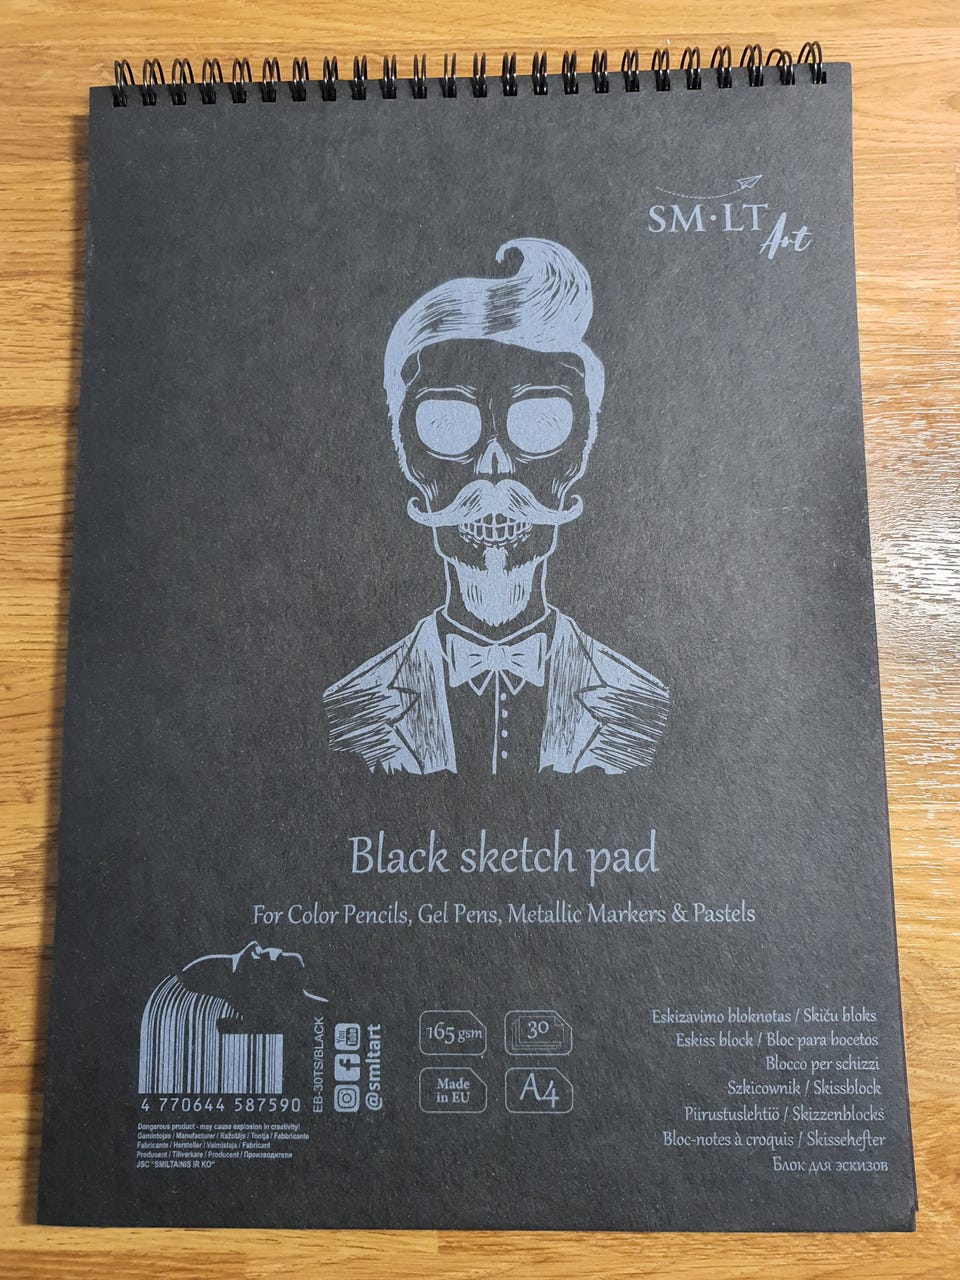 SM·LT
Art
Black sketch pad
For Color Pencils, Gel Pens, Metallic Markers & Pastels
4 770644 587590
EB-30TS/BLACK
You Tube
@smltart
165 gsm
30
Made
in EU
A4
Dangerous product - may cause explosion in creativity!
Gamintojas / Manufacturer / Ražotājs / Tootja / Fabbricante
Fabricante / Hersteller / Valmistaja / Fabricant
Producent / Tillverkare / Producent / Производители
JSC "SMILTAINIS IR KO"
Eskizavimo bloknotas / Skiču bloks
Eskiss block / Bloc para bocetos
Blocco per schizzi
Szkicownik / Skissblock
Piirustuslehtiö / Skizzenblocks
Bloc-notes à croquis / Skissehefter
Блок для эскизов